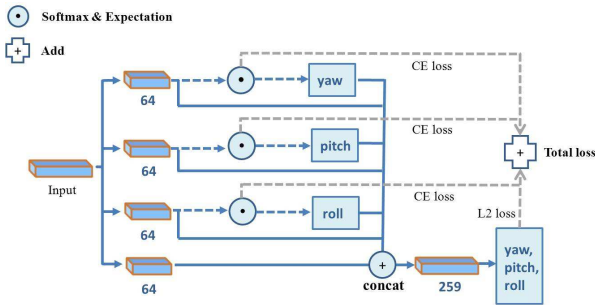 Softmax & Expectation
+ Add
CE loss
yaw
64
CE loss
pitch
64
+ Total loss
Input
CE loss
roll
64
L2 loss
yaw,
pitch,
roll
+
concat
64
259